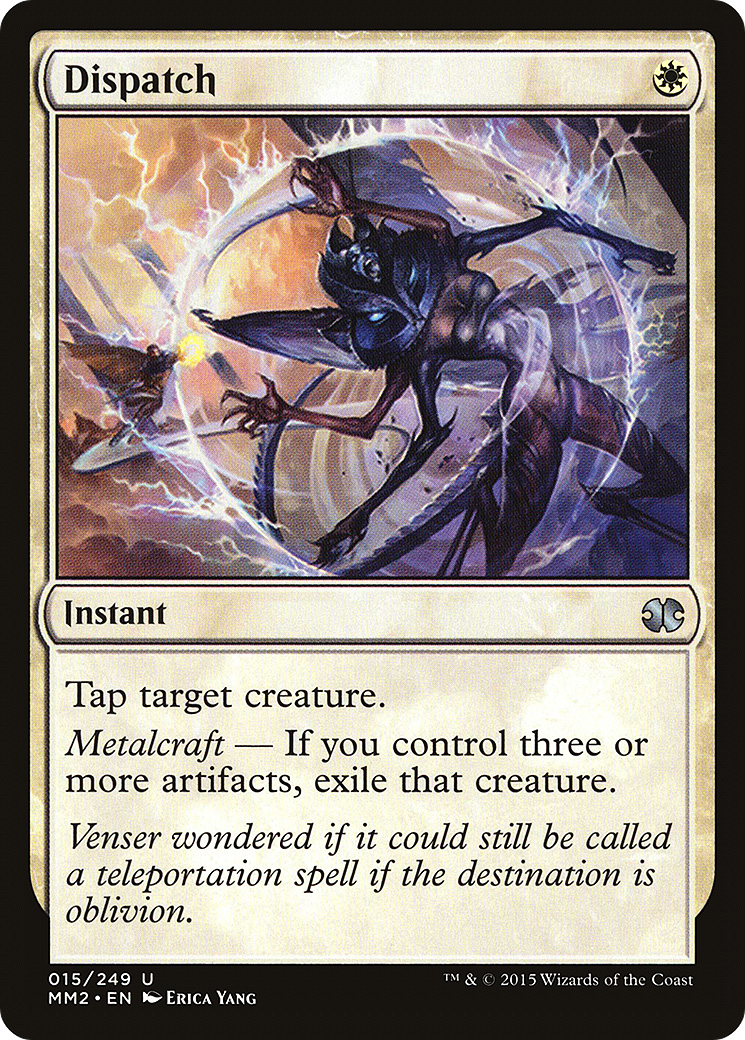 Dispatch
Instant
Tap target creature.
Metalcraft — If you control three or
more artifacts, exile that creature.
Venser wondered if it could still be called
a teleportation spell if the destination is
oblivion.
015/249 U
MM2 • EN Erica Yang
™ & © 2015 Wizards of the Coast